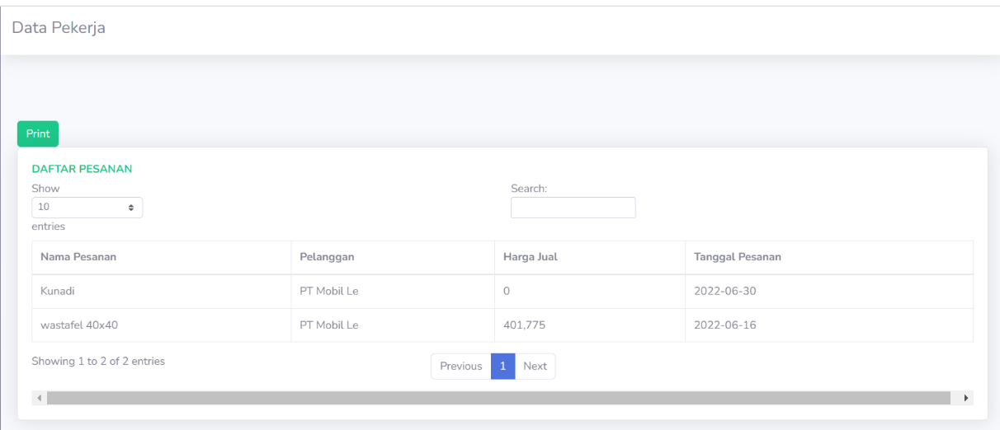 Data Pekerja
Print
DAFTAR PESANAN
Show
10
entries
Search:
Nama Pesanan Pelanggan Harga Jual Tanggal Pesanan
Kunadi PT Mobil Le 0 2022-06-30
wastafel 40x40 PT Mobil Le 401,775 2022-06-16
Showing 1 to 2 of 2 entries
Previous 1 Next